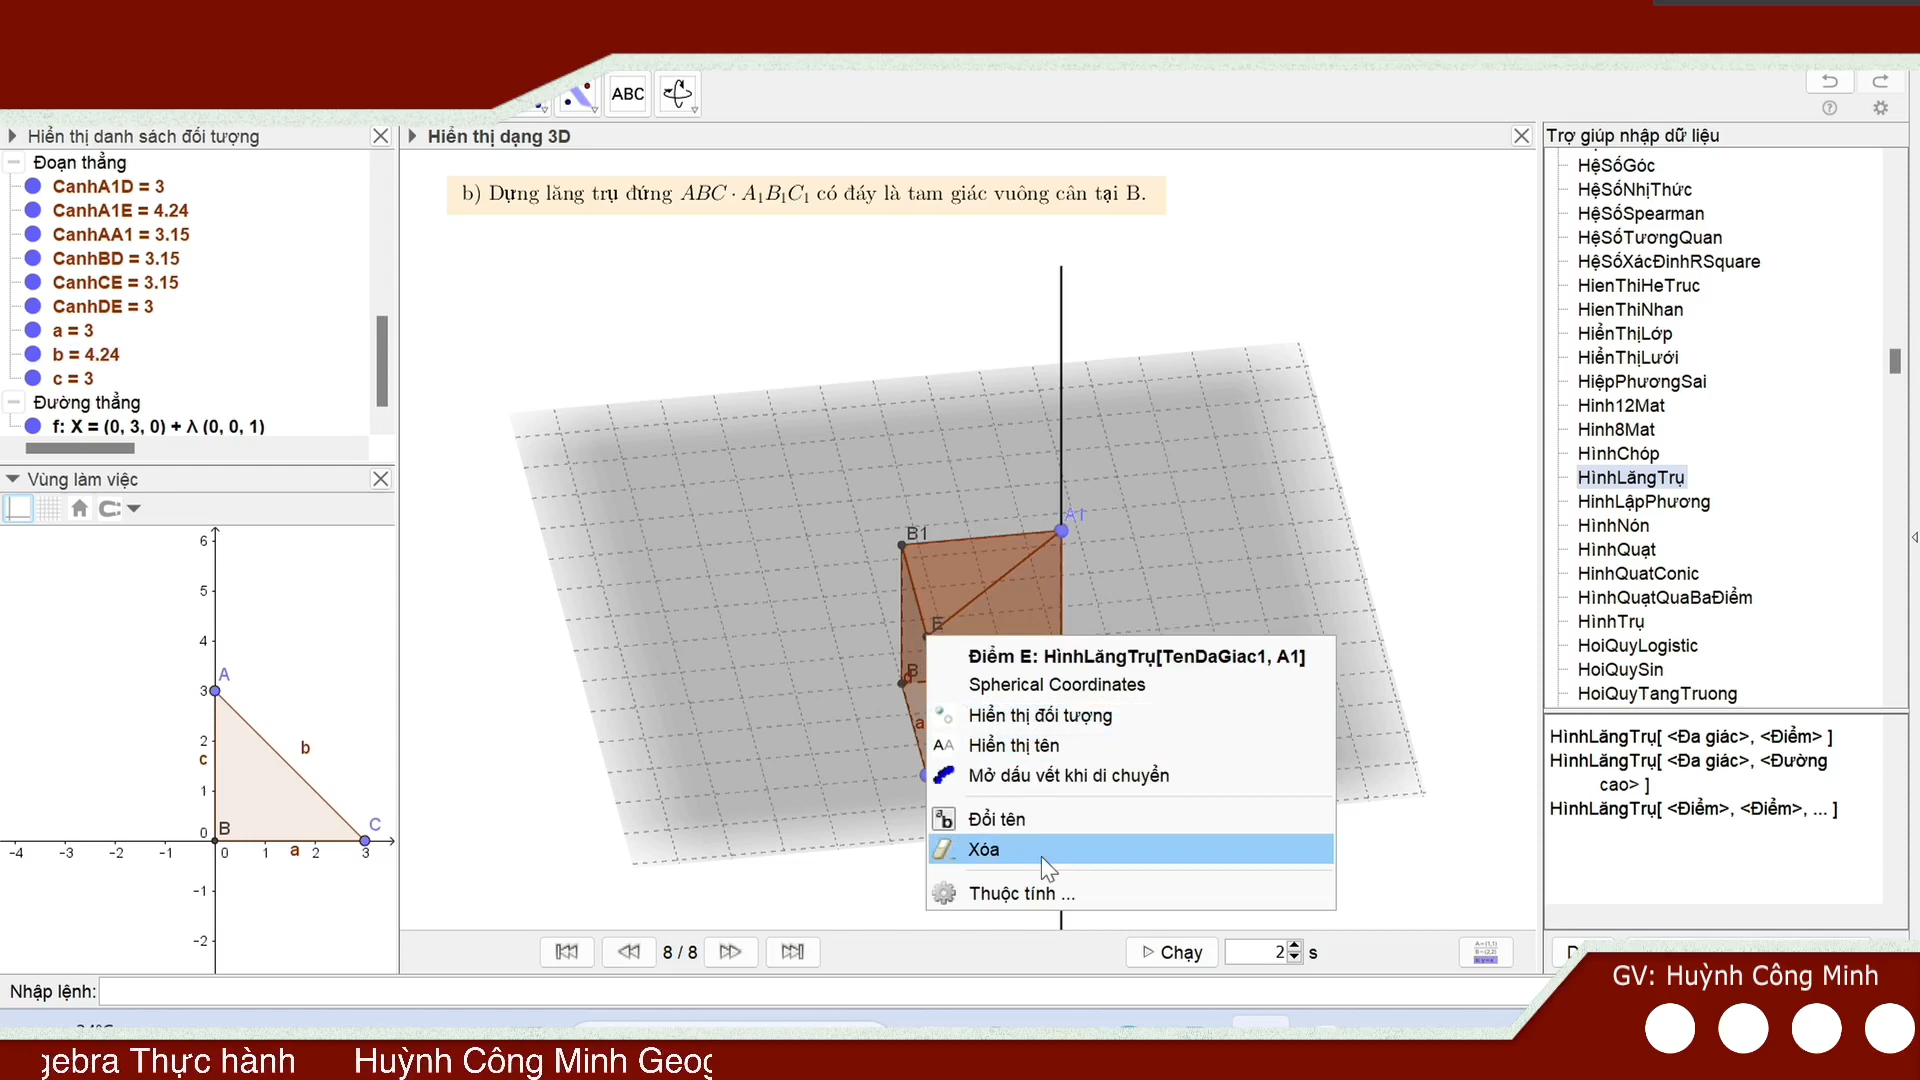 ABC
Hiển thị danh sách đối tượng
Đoạn thẳng
CanhA1D = 3
CanhA1E = 4.24
CanhAA1 = 3.15
CanhBD = 3.15
CanhCE = 3.15
CanhDE = 3
a = 3
b = 4.24
c = 3
Đường thẳng
f: X = (0, 3, 0) + λ (0, 0, 1)
Vùng làm việc
6
5
4
3
2
1
0
-1
-2
-4
-3
-2
-1
0
1
2
3
A
B
C
a
b
c
Hiển thị dạng 3D
b) Dựng lăng trụ đứng ABC · A₁B₁C₁ có đáy là tam giác vuông cân tại B.
A1
B1
E
B
a
Điểm E: HìnhLăngTrụ[TenDaGiac1, A1]
Spherical Coordinates
Hiển thị đối tượng
AA Hiển thị tên
Mở dấu vết khi di chuyển
Đổi tên
Xóa
Thuộc tính ...
8 / 8
Chạy
2 s
Trợ giúp nhập dữ liệu
HệSốGóc
HệSốNhịThức
HệSốSpearman
HệSốTươngQuan
HệSốXácĐinhRSquare
HienThiHeTruc
HienThiNhan
HiểnThịLớp
HiểnThịLưới
HiệpPhươngSai
Hinh12Mat
Hinh8Mat
HìnhChóp
HìnhLăngTrụ
HinhLậpPhương
HìnhNón
HìnhQuạt
HinhQuatConic
HìnhQuạtQuaBaĐiểm
HìnhTrụ
HoiQuyLogistic
HoiQuySin
HoiQuyTangTruong
HìnhLăngTrụ[ <Đa giác>, <Điểm> ]
HìnhLăngTrụ[ <Đa giác>, <Đường
cao> ]
HìnhLăngTrụ[ <Điểm>, <Điểm>, ... ]
Nhập lệnh:
GV: Huỳnh Công Minh
gebra Thực hành
Huỳnh Công Minh Geog